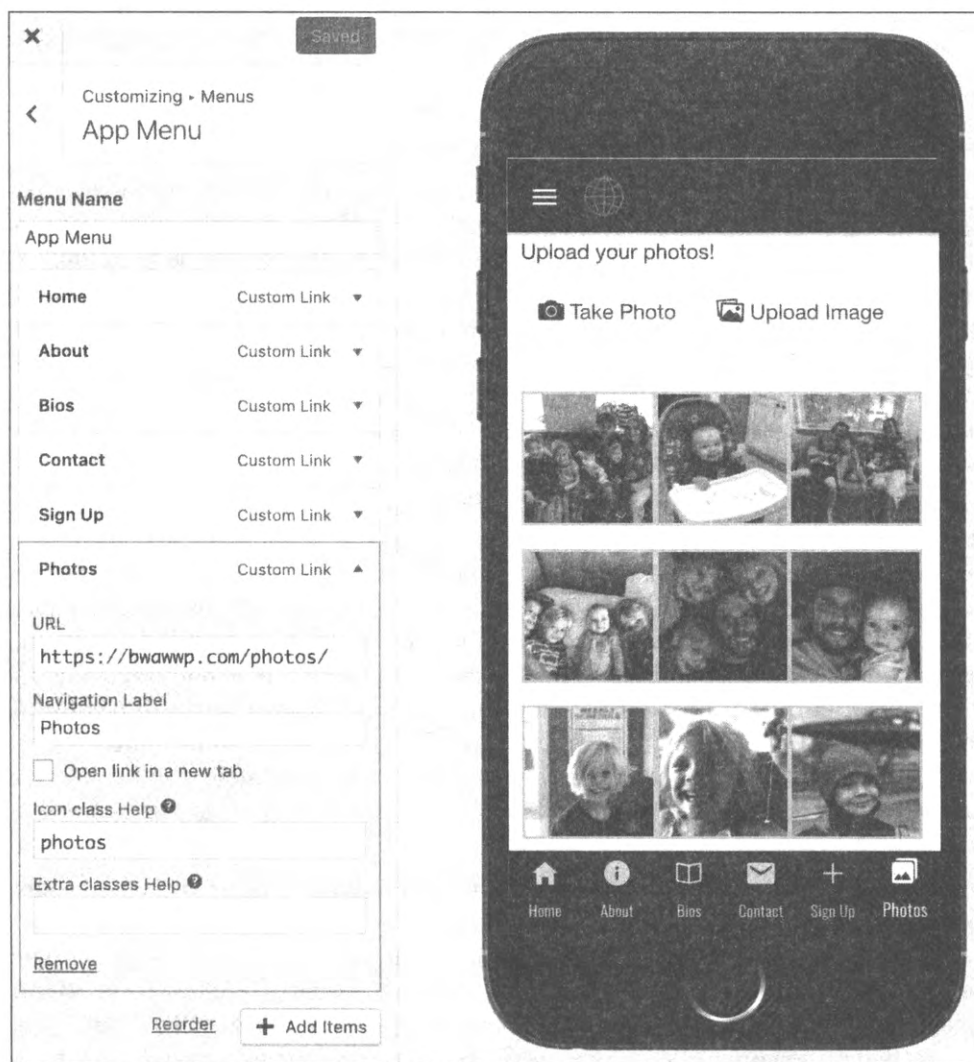 Saved
Customizing ▸ Menus
App Menu
Menu Name
App Menu
Home Custom Link
About Custom Link
Bios Custom Link
Contact Custom Link
Sign Up Custom Link
Photos Custom Link
URL
https://bwawwp.com/photos/
Navigation Label
Photos
Open link in a new tab
Icon class Help
photos
Extra classes Help
Remove
Reorder + Add Items
Upload your photos!
Take Photo Upload Image
Home About Bios Contact Sign Up Photos